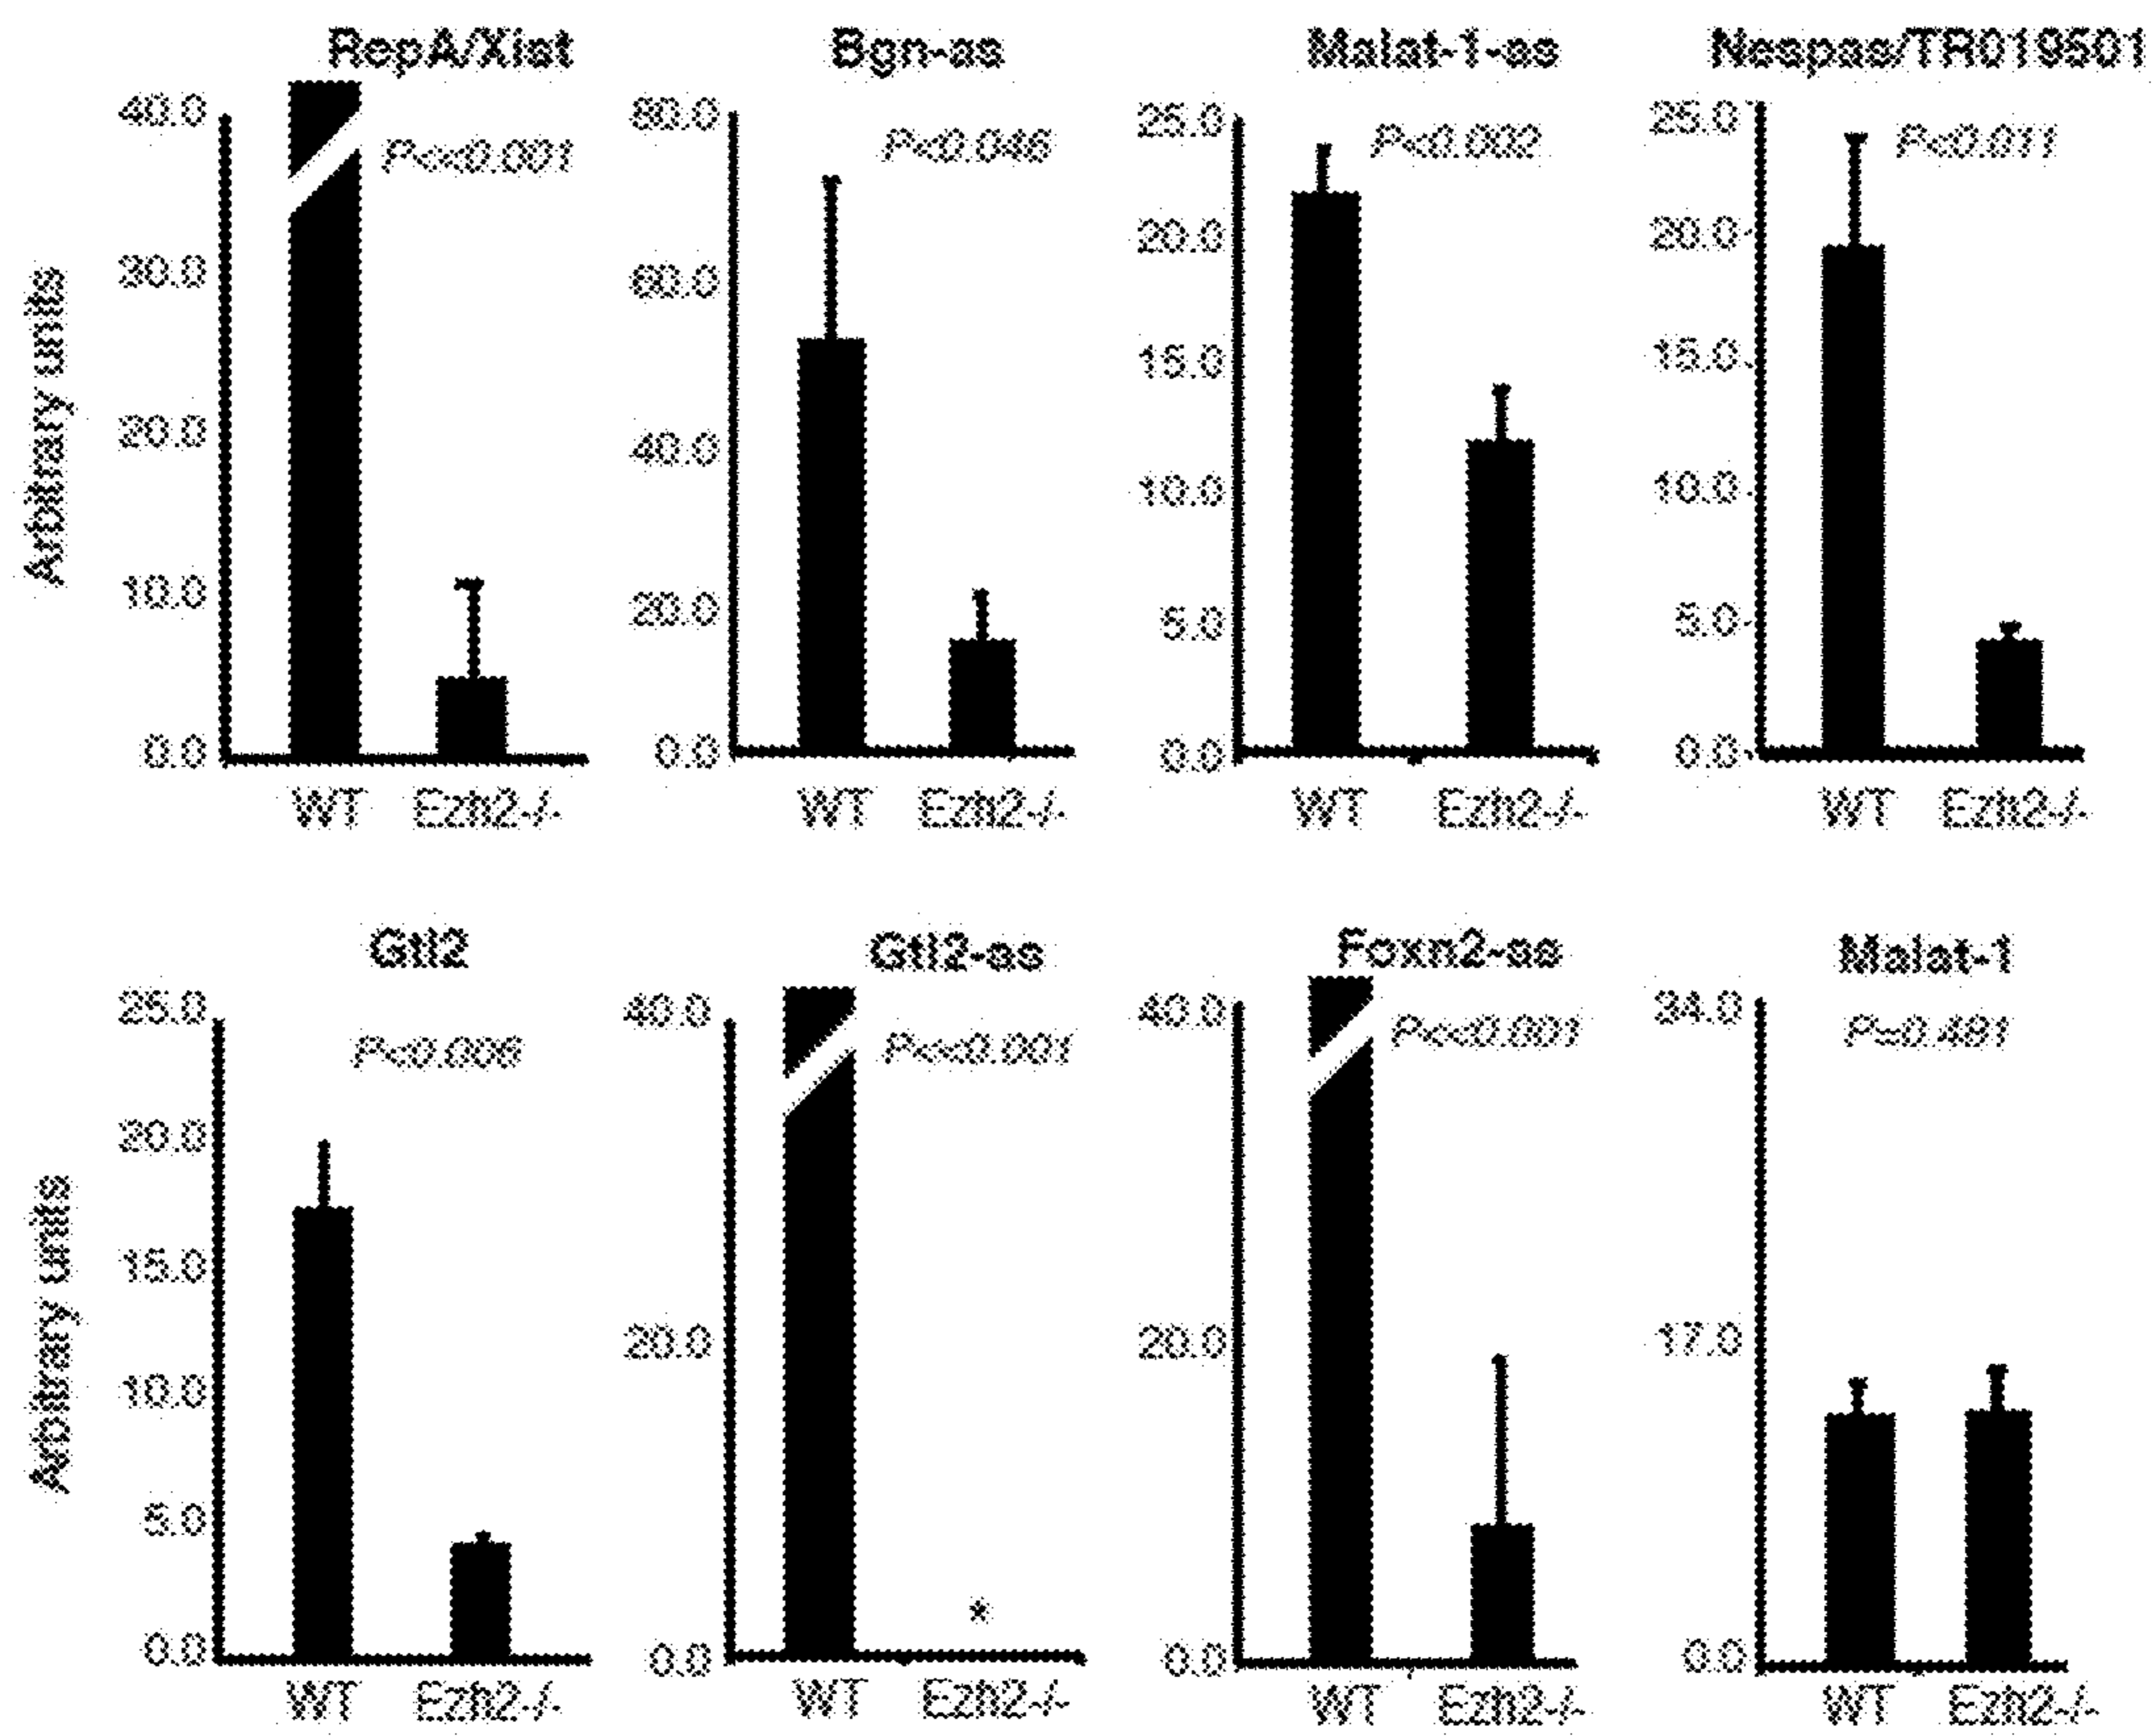 RepA/Xist
Bgn-as
Malat-1-as
Nespas/TR019501
Arbitrary units
40.0
30.0
20.0
10.0
0.0
P<<0.001
WT Ezh2-/-
80.0
60.0
40.0
20.0
0.0
P<0.046
WT Ezh2-/-
25.0
20.0
15.0
10.0
5.0
0.0
P<0.002
WT Ezh2-/-
25.0
20.0
15.0
10.0
5.0
0.0
P<0.011
WT Ezh2-/-
Gtl2
Gtl2-as
Foxn2-as
Malat-1
Arbitrary units
25.0
20.0
15.0
10.0
5.0
0.0
P<0.006
WT Ezh2-/-
40.0
20.0
0.0
P<<0.001
*
WT Ezh2-/-
40.0
20.0
0.0
P<<0.001
WT Ezh2-/-
34.0
17.0
0.0
P=0.481
WT Ezh2-/-